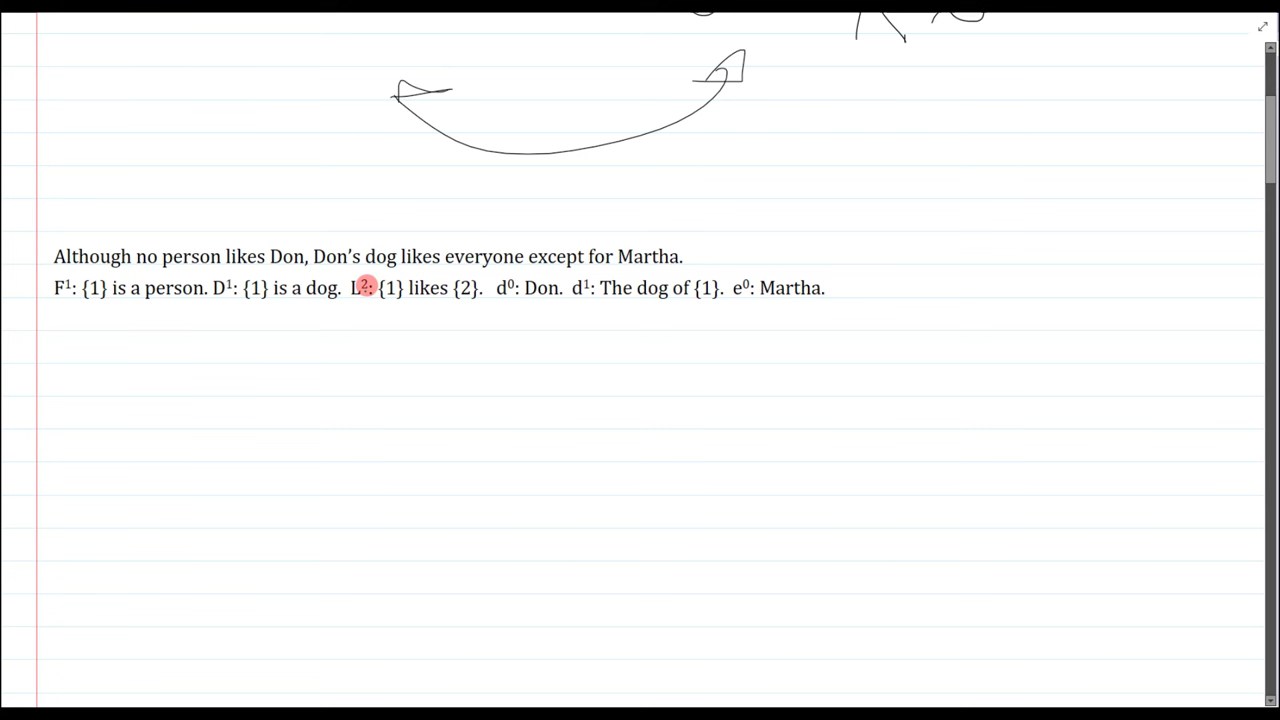 Although no person likes Don, Don’s dog likes everyone except for Martha.
F¹: {1} is a person. D¹: {1} is a dog. L²: {1} likes {2}. d⁰: Don. d¹: The dog of {1}. e⁰: Martha.